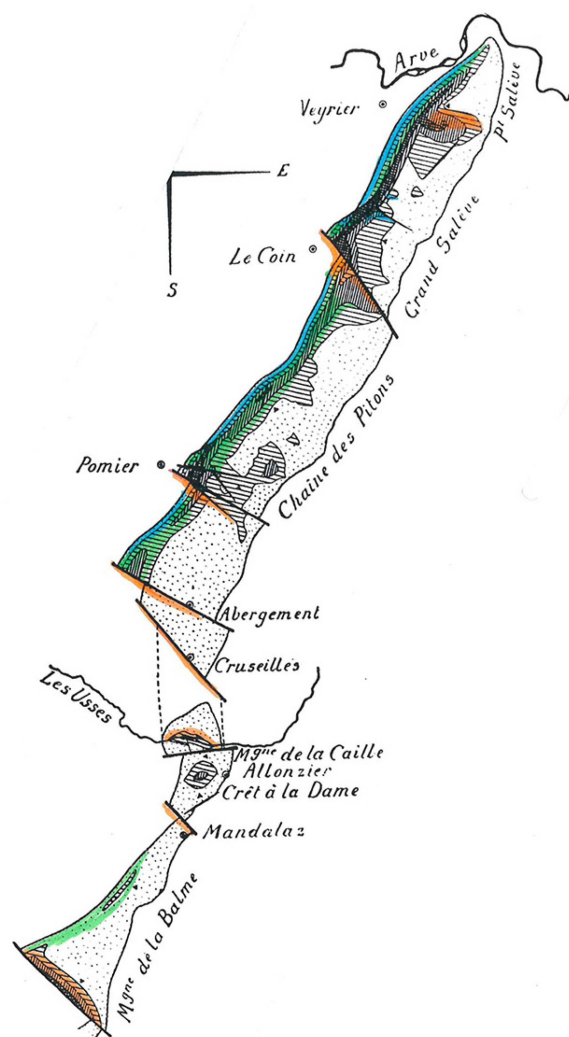 Arve
Veyrier
Pt Salève
E
S
Le Coin
Grand Salève
Pomier
Chaîne des Pitons
Abergement
Cruseilles
Les Usses
Mgne de la Caille
Allonzier
Crêt à la Dame
Mandalaz
Mgne de la Balme